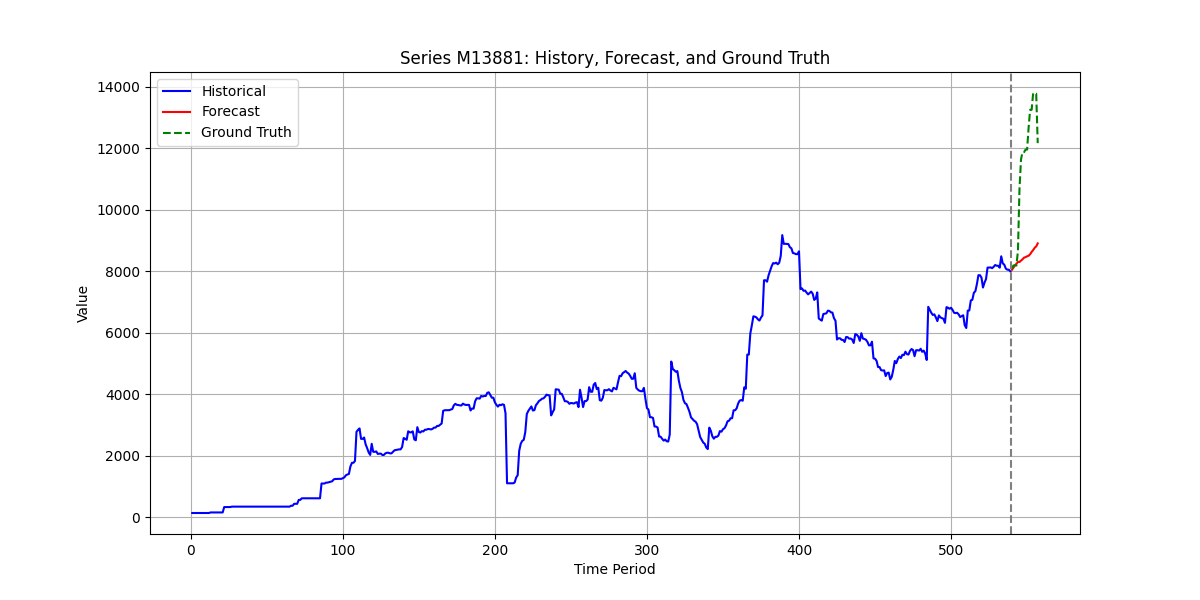 Series M13881: History, Forecast, and Ground Truth
Historical
Forecast
Ground Truth
14000
12000
10000
8000
6000
4000
2000
0
Value
0 100 200 300 400 500
Time Period